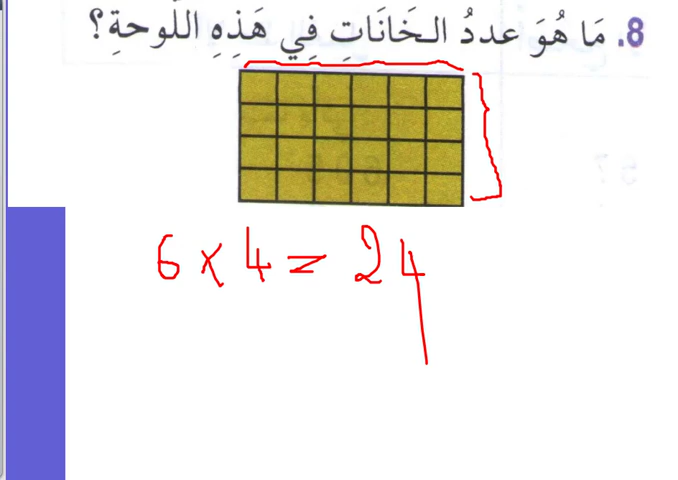 8. مَا هُوَ عددُ الخَانَاتِ فِي هَذِهِ اللَّوحةِ؟
6 × 4 = 24